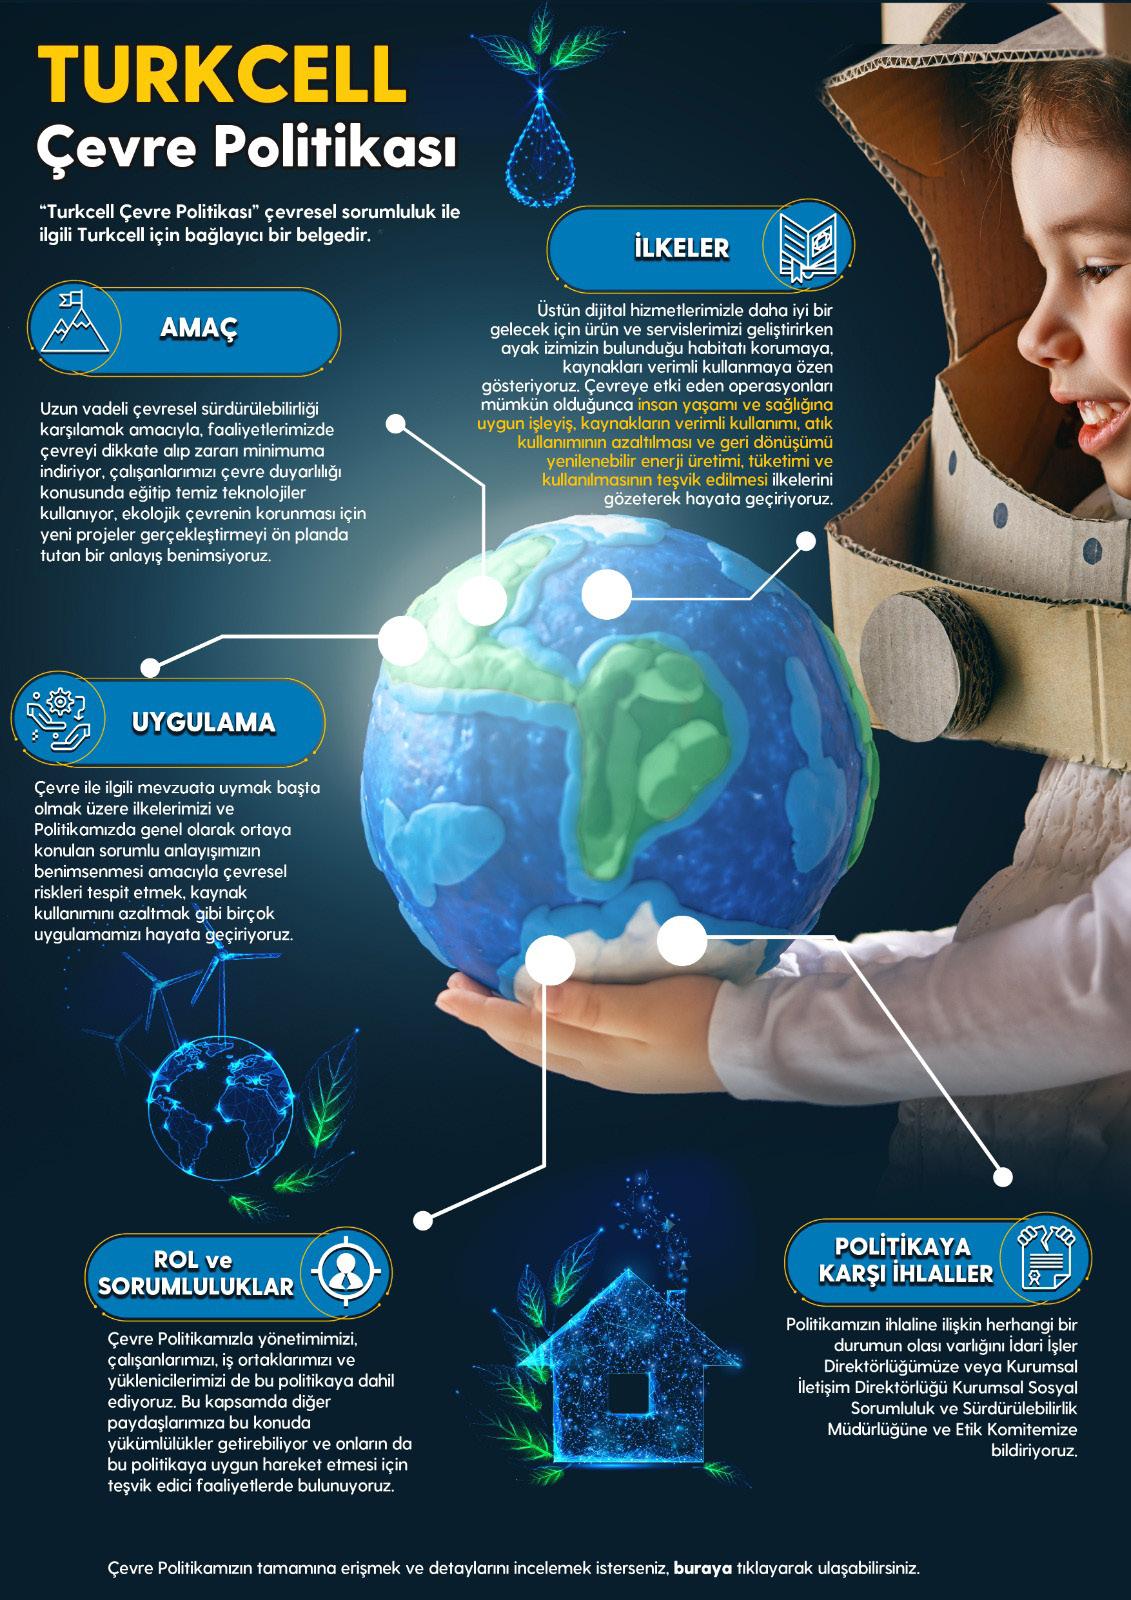 TURKCELL
Çevre Politikası
“Turkcell Çevre Politikası” çevresel sorumluluk ile
ilgili Turkcell için bağlayıcı bir belgedir.
AMAÇ
Uzun vadeli çevresel sürdürülebilirliği
karşılamak amacıyla, faaliyetlerimizde
çevreyi dikkate alıp zararı minimuma
indiriyor, çalışanlarımızı çevre duyarlılığı
konusunda eğitip temiz teknolojiler
kullanıyor, ekolojik çevrenin korunması için
yeni projeler gerçekleştirmeyi ön planda
tutan bir anlayış benimsiyoruz.
İLKELER
Üstün dijital hizmetlerimizle daha iyi bir
gelecek için ürün ve servislerimizi geliştirirken
ayak izimizin bulunduğu habitatı korumaya,
kaynakları verimli kullanmaya özen
gösteriyoruz. Çevreye etki eden operasyonları
mümkün olduğunca insan yaşamı ve sağlığına
uygun işleyiş, kaynakların verimli kullanımı, atık
kullanımının azaltılması ve geri dönüşümü
yenilenebilir enerji üretimi, tüketimi ve
kullanılmasının teşvik edilmesi ilkelerini
gözeterek hayata geçiriyoruz.
UYGULAMA
Çevre ile ilgili mevzuata uymak başta
olmak üzere ilkelerimizi ve
Politikamızda genel olarak ortaya
konulan sorumlu anlayışımızın
benimsenmesi amacıyla çevresel
riskleri tespit etmek, kaynak
kullanımını azaltmak gibi birçok
uygulamamızı hayata geçiriyoruz.
ROL ve
SORUMLULUKLAR
Çevre Politikamızla yönetimimizi,
çalışanlarımızı, iş ortaklarımızı ve
yüklenicilerimizi de bu politikaya dahil
ediyoruz. Bu kapsamda diğer
paydaşlarımıza bu konuda
yükümlülükler getirebiliyor ve onların da
bu politikaya uygun hareket etmesi için
teşvik edici faaliyetlerde bulunuyoruz.
POLİTİKAYA
KARŞI İHLALLER
Politikamızın ihlaline ilişkin herhangi bir
durumun olası varlığını İdari İşler
Direktörlüğümüze veya Kurumsal
İletişim Direktörlüğü Kurumsal Sosyal
Sorumluluk ve Sürdürülebilirlik
Müdürlüğüne ve Etik Komitemize
bildiriyoruz.
Çevre Politikamızın tamamına erişmek ve detaylarını incelemek isterseniz, buraya tıklayarak ulaşabilirsiniz.